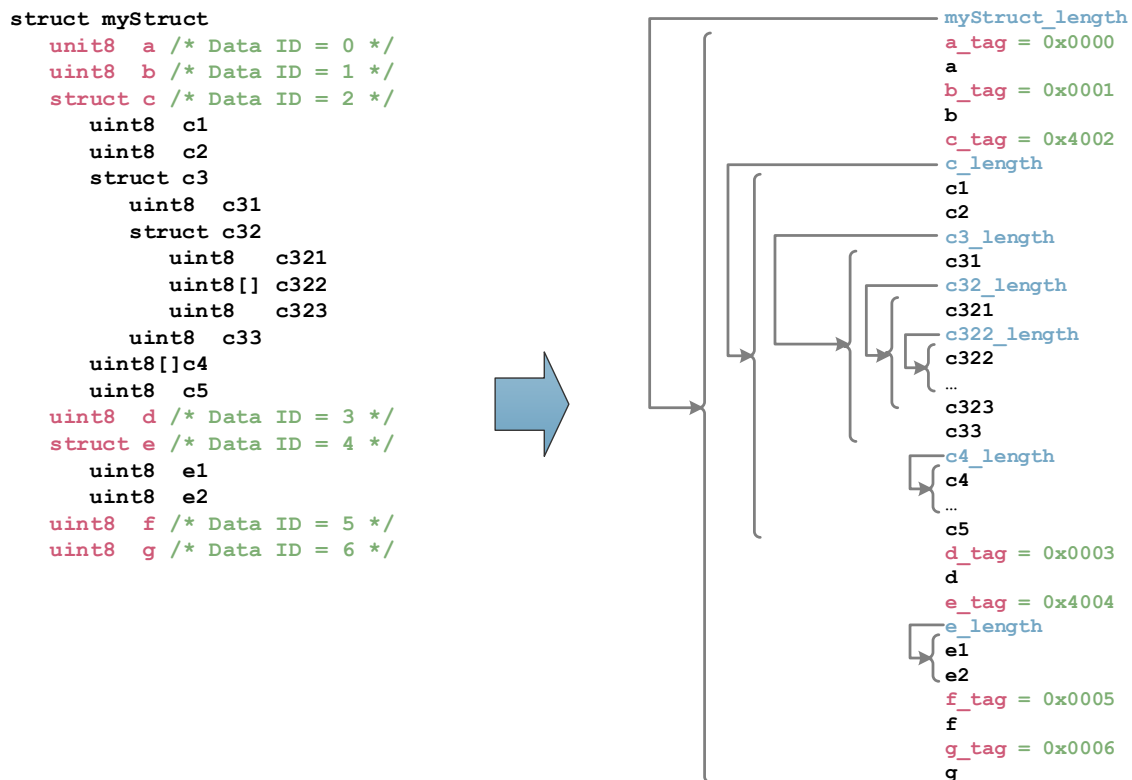 struct myStruct
unit8 a /* Data ID = 0 */
uint8 b /* Data ID = 1 */
struct c /* Data ID = 2 */
uint8 c1
uint8 c2
struct c3
uint8 c31
struct c32
uint8 c321
uint8[] c322
uint8 c323
uint8 c33
uint8[]c4
uint8 c5
uint8 d /* Data ID = 3 */
struct e /* Data ID = 4 */
uint8 e1
uint8 e2
uint8 f /* Data ID = 5 */
uint8 g /* Data ID = 6 */
myStruct_length
a_tag = 0x0000
a
b_tag = 0x0001
b
c_tag = 0x4002
c_length
c1
c2
c3_length
c31
c32_length
c321
c322_length
c322
…
c323
c33
c4_length
c4
…
c5
d_tag = 0x0003
d
e_tag = 0x4004
e_length
e1
e2
f_tag = 0x0005
f
g_tag = 0x0006
g